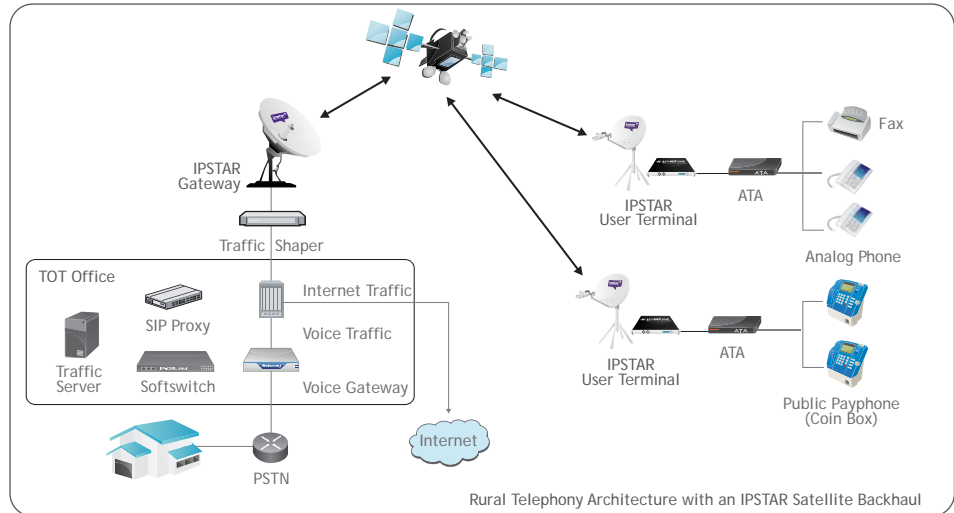 IPSTAR
Gateway
Traffic Shaper
TOT Office
Internet Traffic
SIP Proxy
Voice Traffic
Traffic
Server
Softswitch
Voice Gateway
PSTN
Internet
IPSTAR
User Terminal
ATA
ATA
Fax
Analog Phone
IPSTAR
User Terminal
ATA
ATA
Public Payphone
(Coin Box)
Rural Telephony Architecture with an IPSTAR Satellite Backhaul